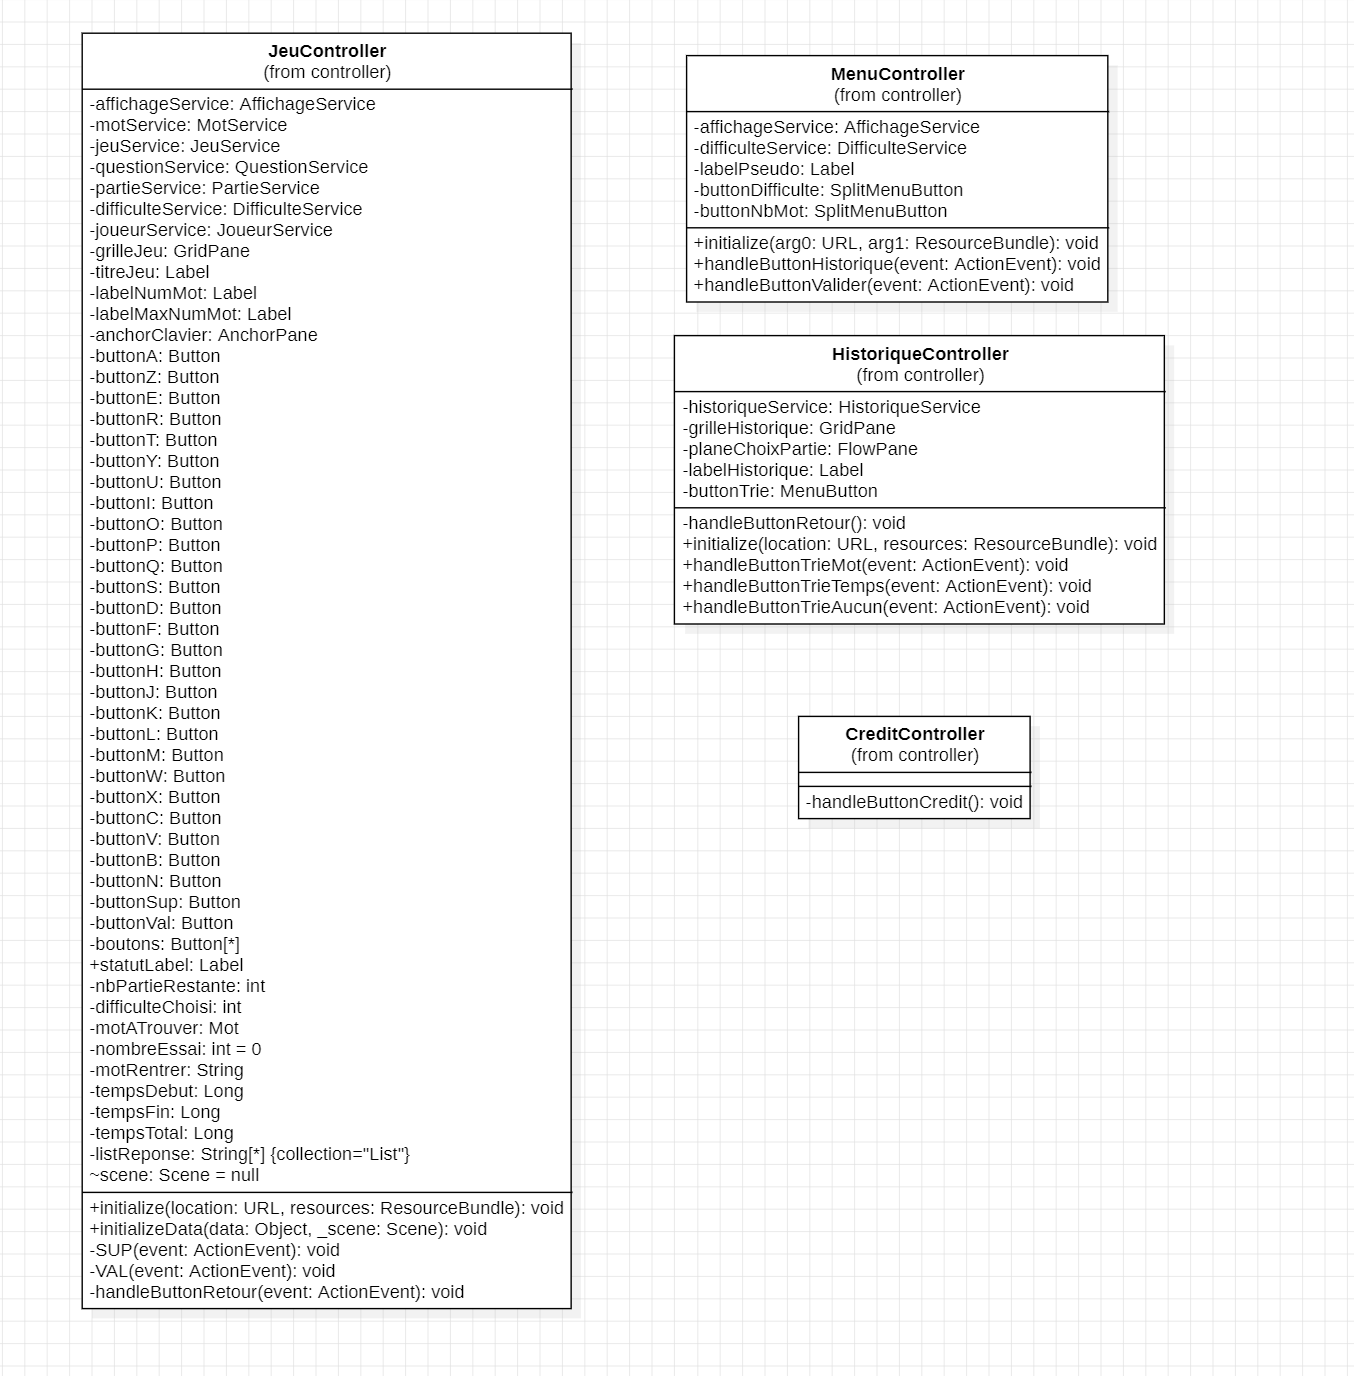 JeuController
(from controller)
-affichageService: AffichageService
-motService: MotService
-jeuService: JeuService
-questionService: QuestionService
-partieService: PartieService
-difficulteService: DifficulteService
-joueurService: JoueurService
-grilleJeu: GridPane
-titreJeu: Label
-labelNumMot: Label
-labelMaxNumMot: Label
-anchorClavier: AnchorPane
-buttonA: Button
-buttonZ: Button
-buttonE: Button
-buttonR: Button
-buttonT: Button
-buttonY: Button
-buttonU: Button
-buttonI: Button
-buttonO: Button
-buttonP: Button
-buttonQ: Button
-buttonS: Button
-buttonD: Button
-buttonF: Button
-buttonG: Button
-buttonH: Button
-buttonJ: Button
-buttonK: Button
-buttonL: Button
-buttonM: Button
-buttonW: Button
-buttonX: Button
-buttonC: Button
-buttonV: Button
-buttonB: Button
-buttonN: Button
-buttonSup: Button
-buttonVal: Button
-boutons: Button[*]
+statutLabel: Label
-nbPartieRestante: int
-difficulteChoisi: int
-motATrouver: Mot
-nombreEssai: int = 0
-motRentrer: String
-tempsDebut: Long
-tempsFin: Long
-tempsTotal: Long
-listReponse: String[*] {collection="List"}
~scene: Scene = null
+initialize(location: URL, resources: ResourceBundle): void
+initializeData(data: Object, _scene: Scene): void
-SUP(event: ActionEvent): void
-VAL(event: ActionEvent): void
-handleButtonRetour(event: ActionEvent): void
MenuController
(from controller)
-affichageService: AffichageService
-difficulteService: DifficulteService
-labelPseudo: Label
-buttonDifficulte: SplitMenuButton
-buttonNbMot: SplitMenuButton
+initialize(arg0: URL, arg1: ResourceBundle): void
+handleButtonHistorique(event: ActionEvent): void
+handleButtonValider(event: ActionEvent): void
HistoriqueController
(from controller)
-historiqueService: HistoriqueService
-grilleHistorique: GridPane
-planeChoixPartie: FlowPane
-labelHistorique: Label
-buttonTrie: MenuButton
-handleButtonRetour(): void
+initialize(location: URL, resources: ResourceBundle): void
+handleButtonTrieMot(event: ActionEvent): void
+handleButtonTrieTemps(event: ActionEvent): void
+handleButtonTrieAucun(event: ActionEvent): void
CreditController
(from controller)
-handleButtonCredit(): void